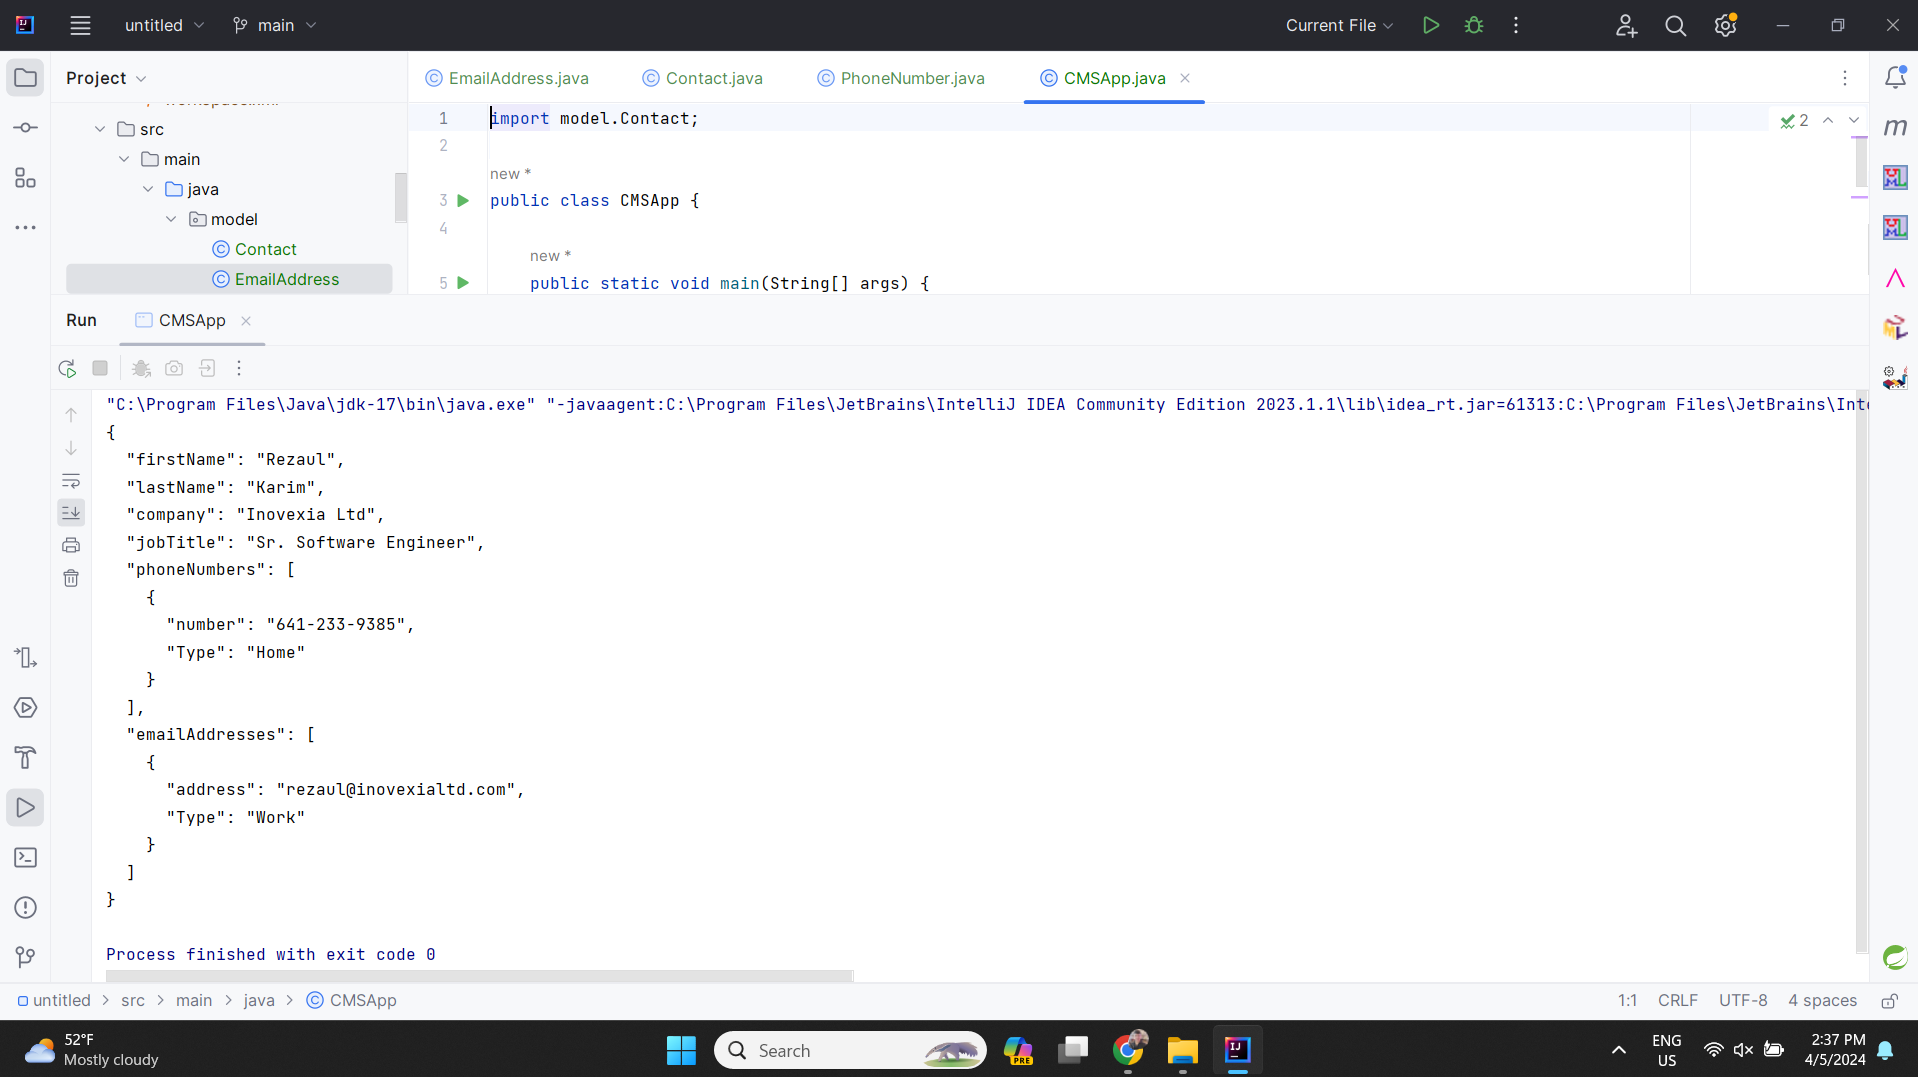 untitled
main
Current File
Project
EmailAddress.java
Contact.java
PhoneNumber.java
CMSApp.java
src
main
java
model
Contact
EmailAddress
1 import model.Contact;
2
new *
3 public class CMSApp {
4
new *
5 public static void main(String[] args) {
2
Run
CMSApp
"C:\Program Files\Java\jdk-17\bin\java.exe" "-javaagent:C:\Program Files\JetBrains\IntelliJ IDEA Community Edition 2023.1.1\lib\idea_rt.jar=61313:C:\Program Files\JetBrains\Inte
{
  "firstName": "Rezaul",
  "lastName": "Karim",
  "company": "Inovexia Ltd",
  "jobTitle": "Sr. Software Engineer",
  "phoneNumbers": [
    {
      "number": "641-233-9385",
      "Type": "Home"
    }
  ],
  "emailAddresses": [
    {
      "address": "rezaul@inovexialtd.com",
      "Type": "Work"
    }
  ]
}
Process finished with exit code 0
untitled > src > main > java > CMSApp
1:1 CRLF UTF-8 4 spaces
52°F
Mostly cloudy
Search
PRE
ENG
US
2:37 PM
4/5/2024